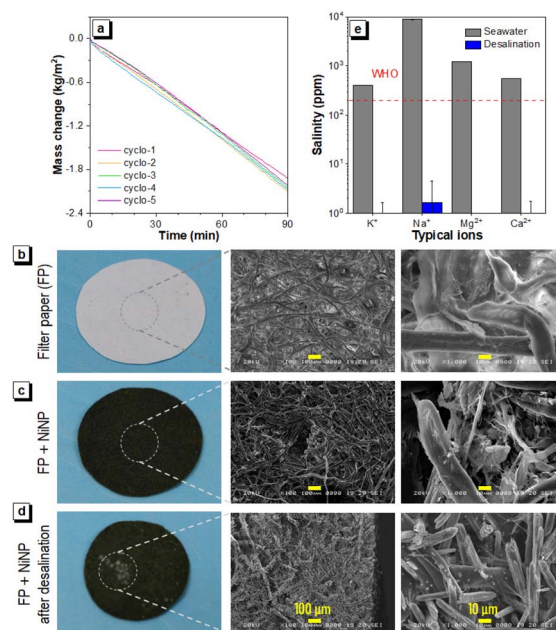 a
0.0
-0.6
-1.2
-1.8
-2.4
Mass change (kg/m²)
cyclo-1
cyclo-2
cyclo-3
cyclo-4
cyclo-5
0
30
60
90
Time (min)
e
Seawater
Desalination
WHO
10⁴
10³
10²
10¹
10⁰
Salinity (ppm)
K⁺
Na⁺
Mg²⁺
Ca²⁺
Typical ions
b
Filter paper (FP)
c
FP + NiNP
d
FP + NiNP
after desalination
100 μm
10 μm